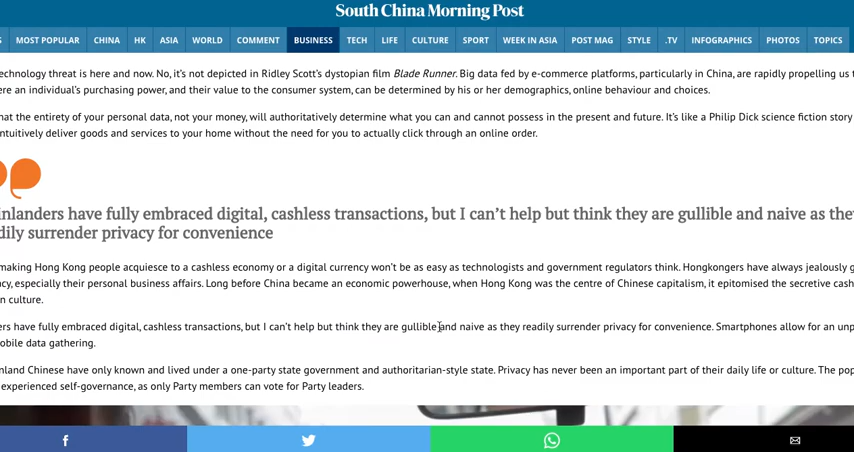 South China Morning Post
MOST POPULAR CHINA HK ASIA WORLD COMMENT BUSINESS TECH LIFE CULTURE SPORT WEEK IN ASIA POST MAG STYLE .TV INFOGRAPHICS PHOTOS TOPICS
threat is here and now. No, it's not depicted in Ridley Scott's dystopian film Blade Runner. Big data fed by e-commerce platforms, particularly in China, are rapidly propelling us
an individual's purchasing power, and their value to the consumer system, can be determined by his or her demographics, online behaviour and choices.
the entirety of your personal data, not your money, will authoritatively determine what you can and cannot possess in the present and future. It's like a Philip Dick science fiction story
deliver goods and services to your home without the need for you to actually click through an online order.
have fully embraced digital, cashless transactions, but I can't help but think they are gullible and naive as
surrender privacy for convenience
making Hong Kong people acquiesce to a cashless economy or a digital currency won't be as easy as technologists and government regulators think. Hongkongers have always jealously
especially their personal business affairs. Long before China became an economic powerhouse, when Hong Kong was the centre of Chinese capitalism, it epitomised the secretive
culture.
have fully embraced digital, cashless transactions, but I can't help but think they are gullible and naive as they readily surrender privacy for convenience. Smartphones allow for an
data gathering.
Chinese have only known and lived under a one-party state government and authoritarian-style state. Privacy has never been an important part of their daily life or culture. The
experienced self-governance, as only Party members can vote for Party leaders.